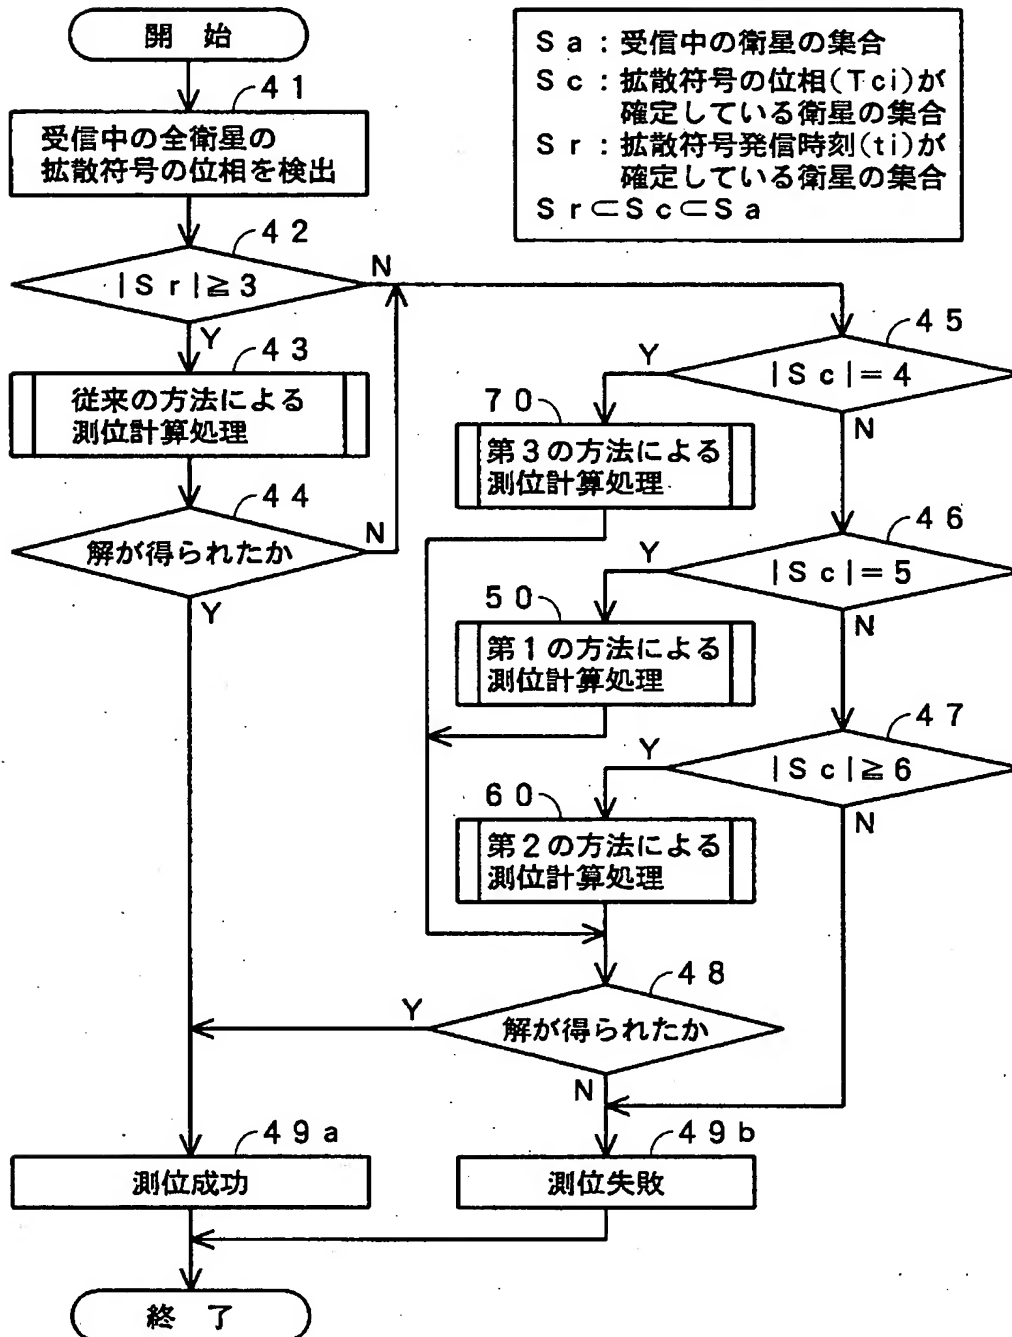 開 始
Sa:受信中の衛星の集合
Sc:拡散符号の位相(Tci)が
確定している衛星の集合
Sr:拡散符号発信時刻(ti)が
確定している衛星の集合
Sr⊂Sc⊂Sa
41
受信中の全衛星の
拡散符号の位相を検出
42
|Sr|≧3
N
Y
43
従来の方法による
測位計算処理
44
解が得られたか
N
Y
45
|Sc|=4
Y
N
70
第3の方法による
測位計算処理
46
|Sc|=5
Y
N
50
第1の方法による
測位計算処理
47
|Sc|≧6
Y
N
60
第2の方法による
測位計算処理
48
解が得られたか
Y
N
49a
測位成功
49b
測位失敗
終 了